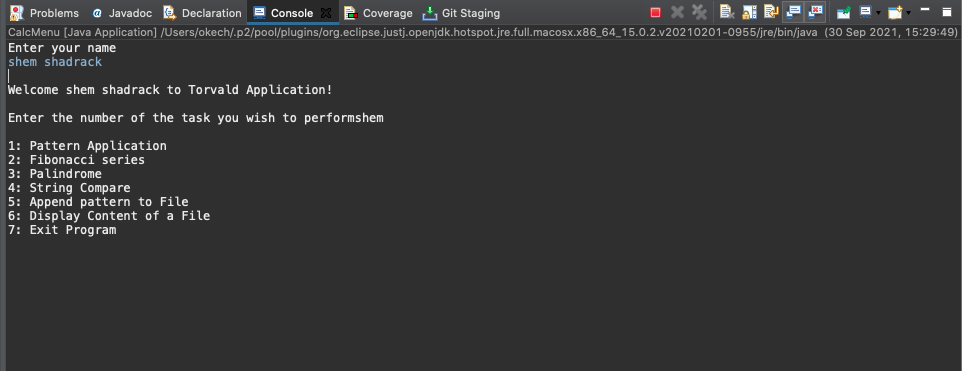 Problems @ Javadoc Declaration Console Coverage Git Staging
CalcMenu [Java Application] /Users/okech/.p2/pool/plugins/org.eclipse.justj.openjdk.hotspot.jre.full.macosx.x86_64_15.0.2.v20210201-0955/jre/bin/java (30 Sep 2021, 15:29:49)
Enter your name
shem shadrack
Welcome shem shadrack to Torvald Application!
Enter the number of the task you wish to performshem
1: Pattern Application
2: Fibonacci series
3: Palindrome
4: String Compare
5: Append pattern to File
6: Display Content of a File
7: Exit Program